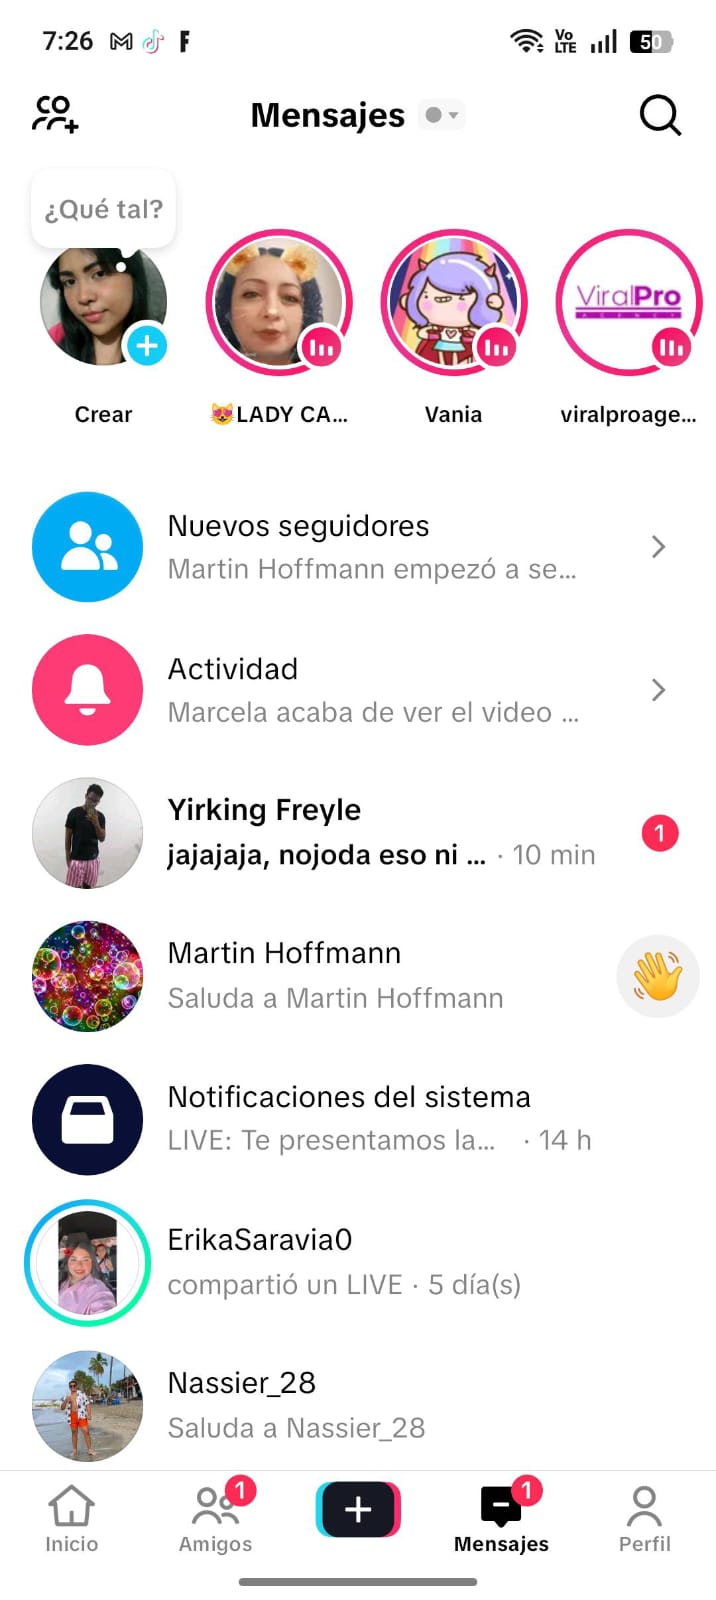 7:26
Vo
LTE
50
Mensajes
¿Qué tal?
ViralPro
AGENCY
Crear
😻LADY CA...
Vania
viralproage...
Nuevos seguidores
Martin Hoffmann empezó a se...
Actividad
Marcela acaba de ver el video ...
Yirking Freyle
jajajaja, nojoda eso ni ... · 10 min
1
Martin Hoffmann
Saluda a Martin Hoffmann
Notificaciones del sistema
LIVE: Te presentamos la... · 14 h
ErikaSaravia0
compartió un LIVE · 5 día(s)
Nassier_28
Saluda a Nassier_28
1
1
Inicio
Amigos
Mensajes
Perfil